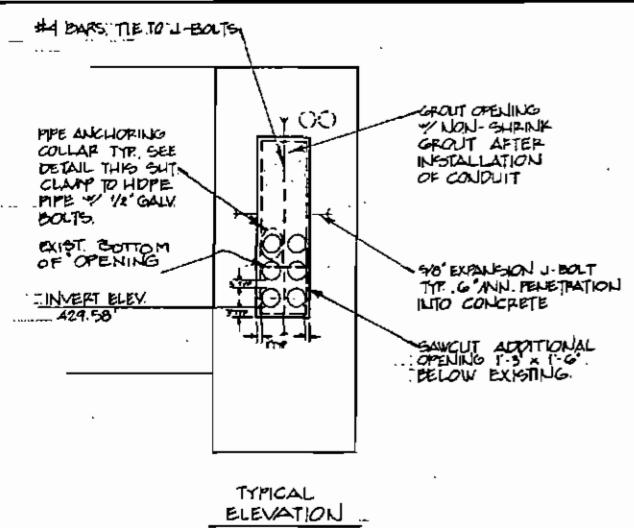 #4 BARS, TIE TO J-BOLTS
PIPE ANCHORING
COLLAR TYP. SEE
DETAIL THIS SHT.
CLAMP TO HDPE
PIPE W/ 1/2" GALV.
BOLTS.
EXIST. BOTTOM
OF OPENING
INVERT ELEV.
429.58'
GROUT OPENING
W/ NON-SHRINK
GROUT AFTER
INSTALLATION
OF CONDUIT
5/8" EXPANSION J-BOLT
TYP. 6" MIN. PENETRATION
INTO CONCRETE
SAWCUT ADDITIONAL
OPENING 1'-3" x 1'-6"
BELOW EXISTING.
TYP
TYPICAL
ELEVATION